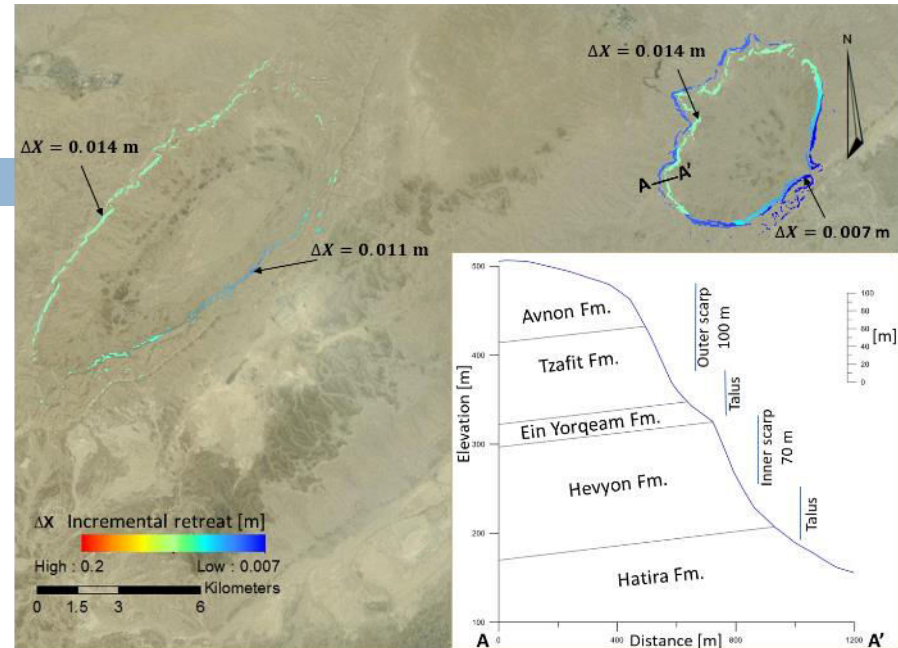 ΔX = 0.014 m
N
ΔX = 0.014 m
A
A'
ΔX = 0.007 m
ΔX = 0.011 m
ΔX Incremental retreat [m]
High : 0.2
Low : 0.007
Kilometers
0 1.5 3 6
Elevation [m]
500
400
300
200
100
Avnon Fm.
Tzafit Fm.
Ein Yorqeam Fm.
Hevyon Fm.
Hatira Fm.
Outer scarp
100 m
Talus
Inner scarp
70 m
Talus
100
80
60
40
20
0
[m]
0 400 800 1200
A Distance [m] A'